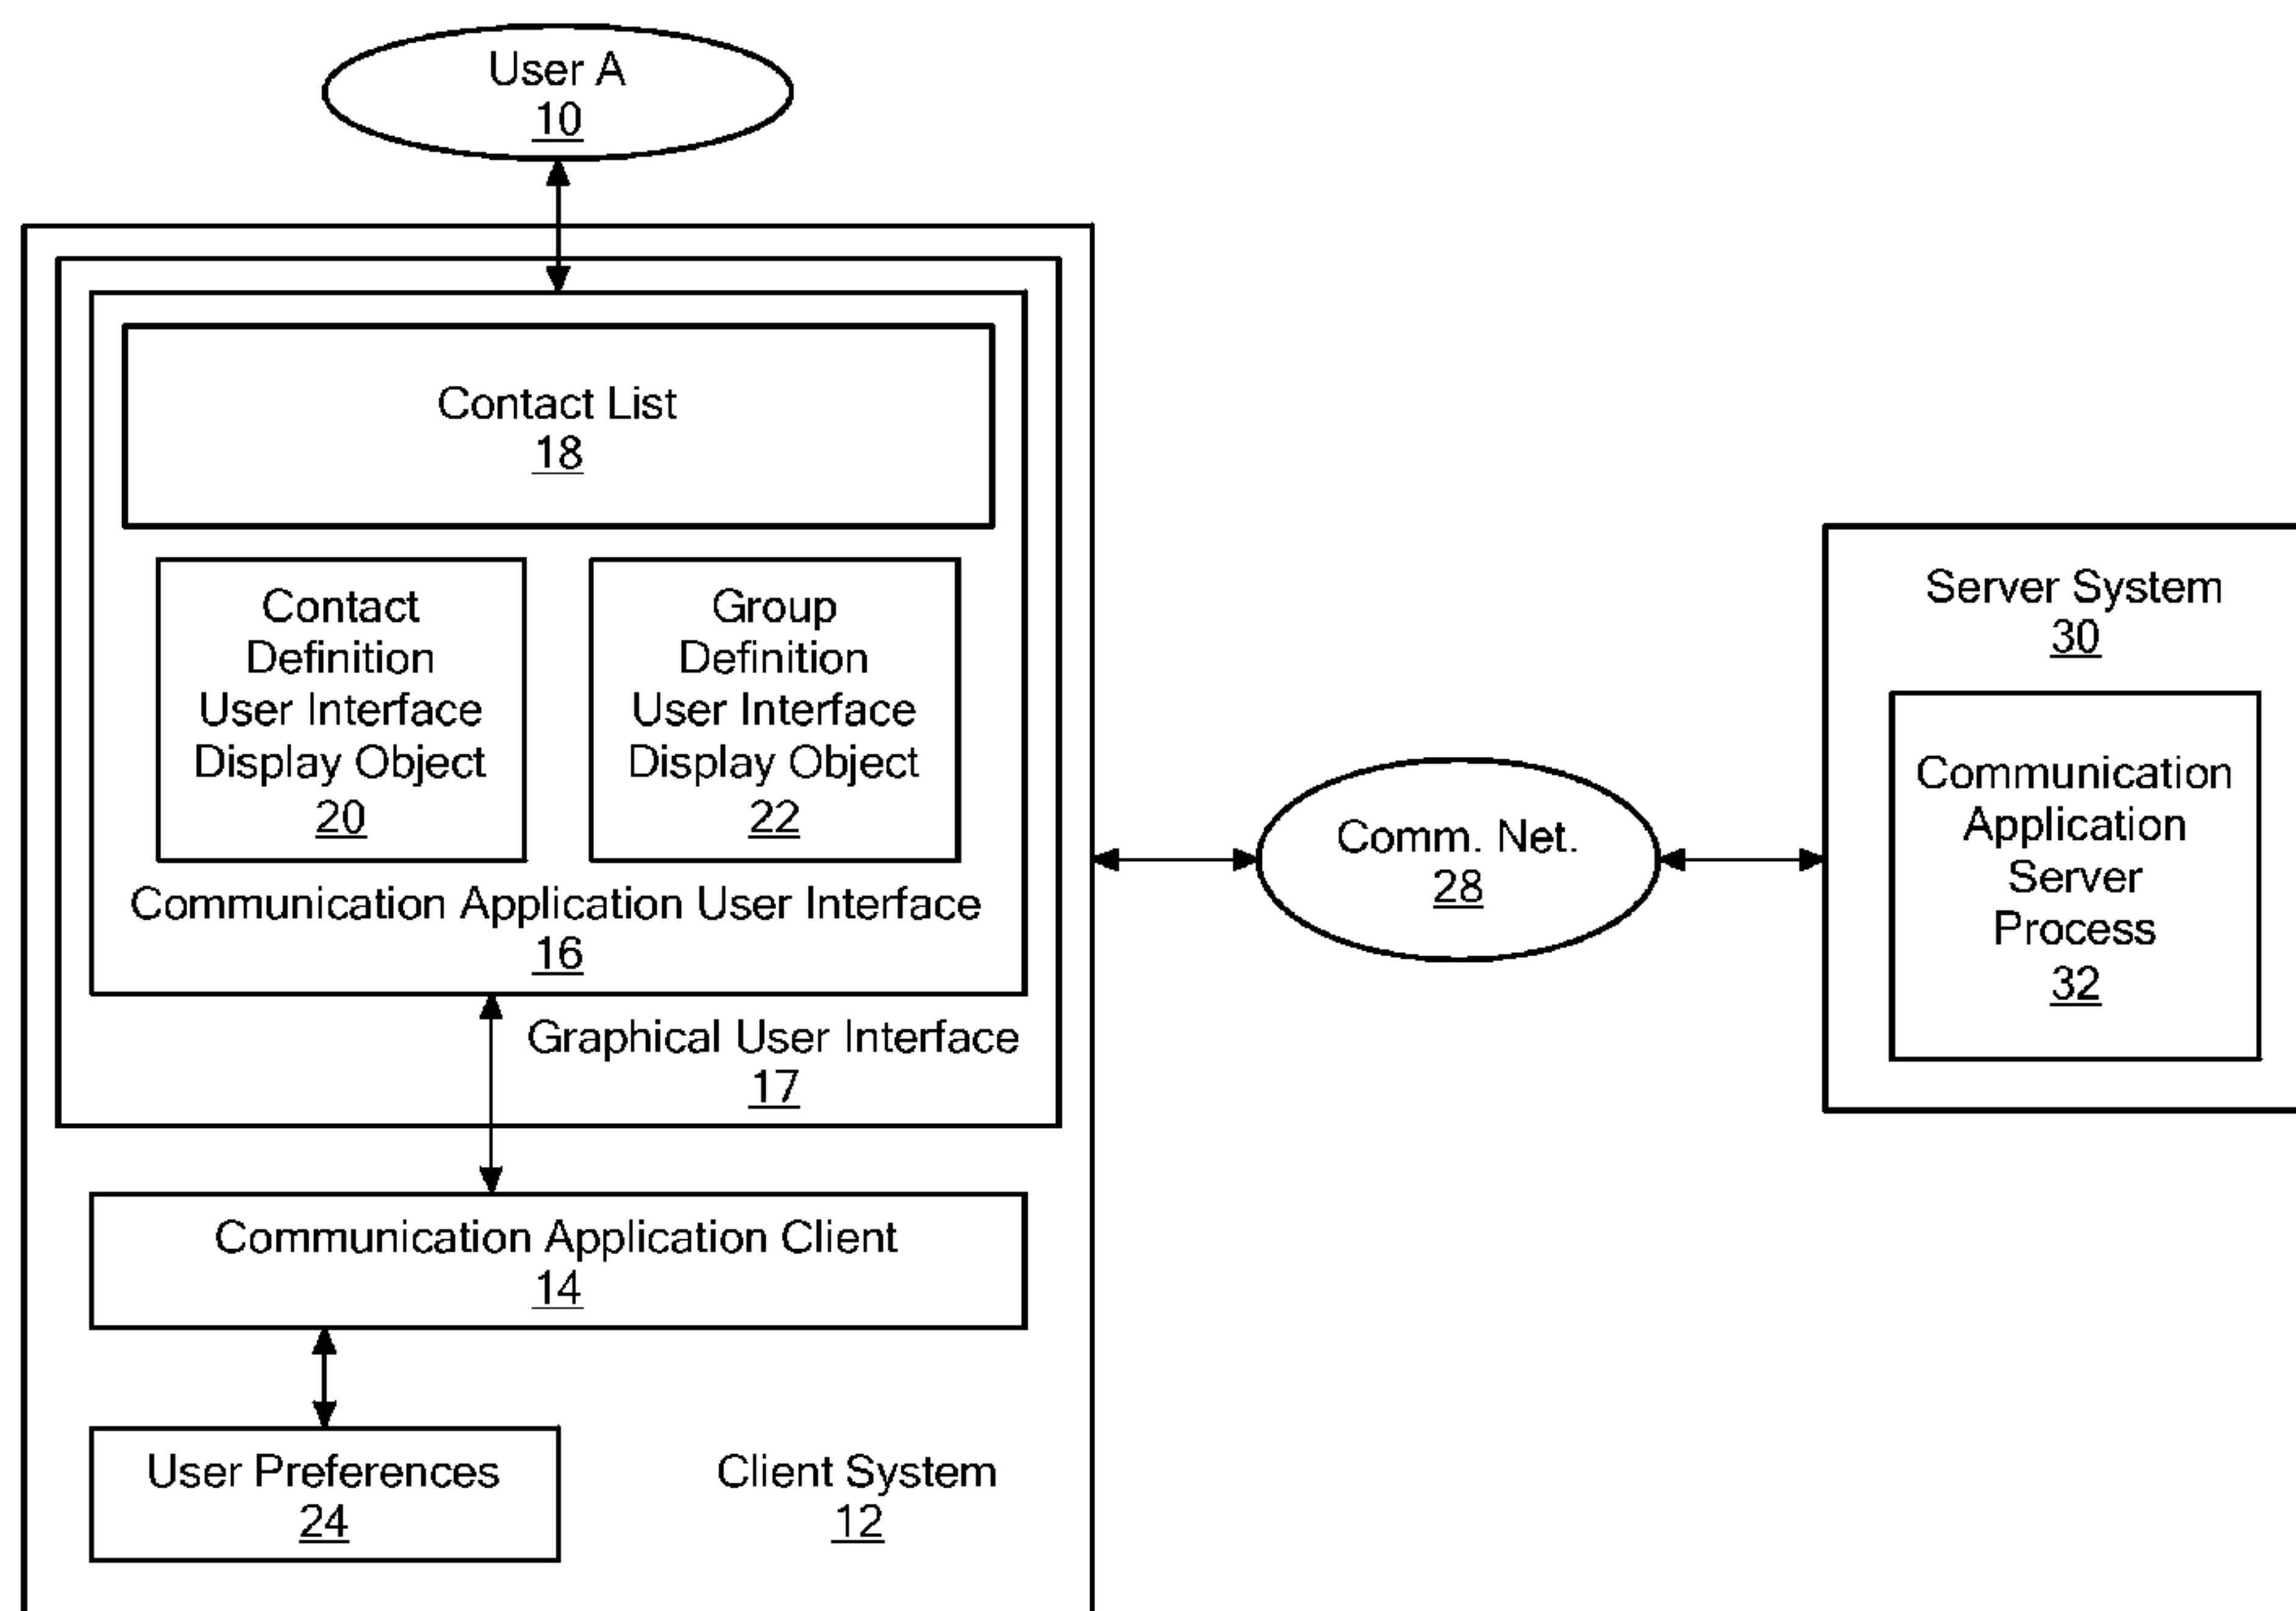 User A
10
Contact List
18
Contact
Definition
User Interface
Display Object
20
Group
Definition
User Interface
Display Object
22
Communication Application User Interface
16
Graphical User Interface
17
Communication Application Client
14
User Preferences
24
Client System
12
Comm. Net.
28
Server System
30
Communication
Application
Server
Process
32